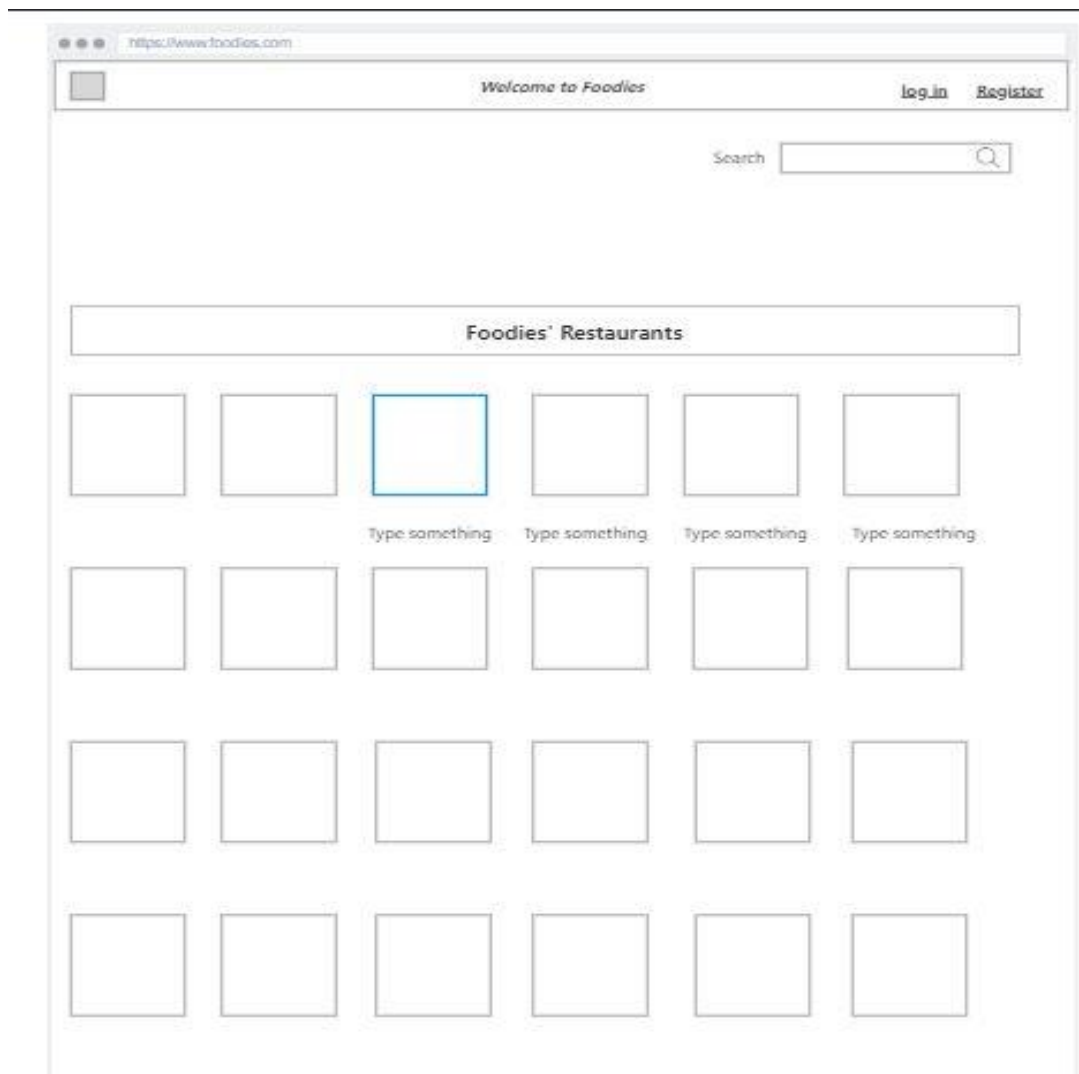 https://www.foodies.com
Welcome to Foodies
log in Register
Search
Foodies' Restaurants
Type something Type something Type something Type something